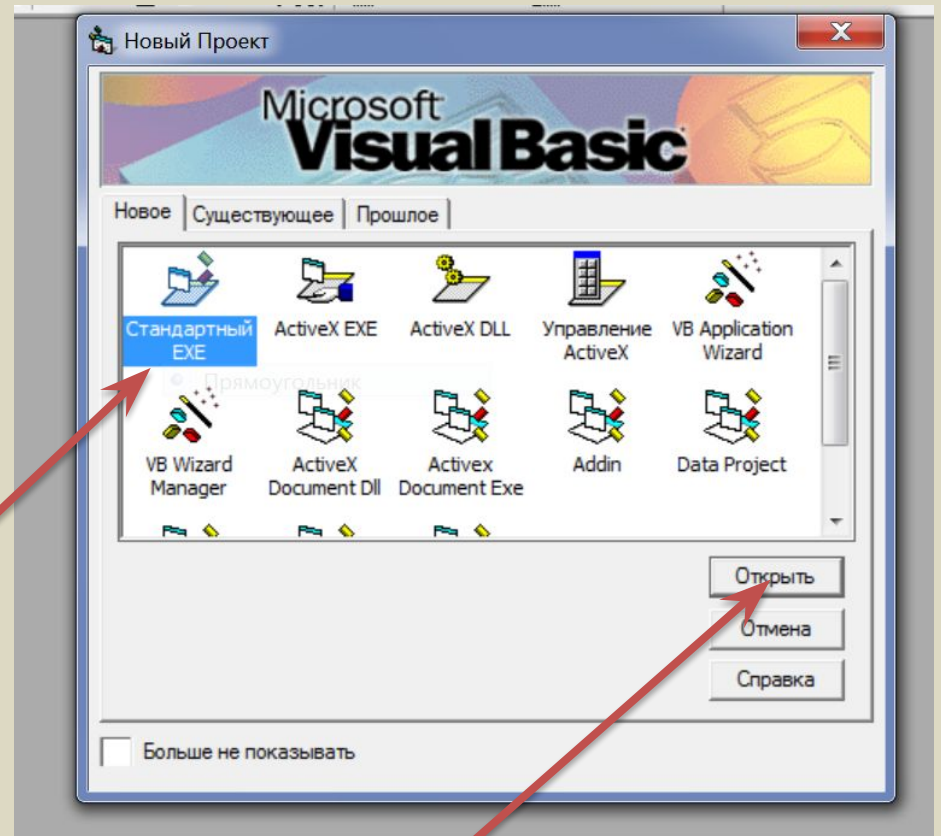 Новый Проект
Microsoft
Visual Basic
Новое Существующее Прошлое
Стандартный EXE
ActiveX EXE
ActiveX DLL
Управление ActiveX
VB Application Wizard
Прямоугольник
VB Wizard Manager
ActiveX Document Dll
Activex Document Exe
Addin
Data Project
Открыть
Отмена
Справка
Больше не показывать